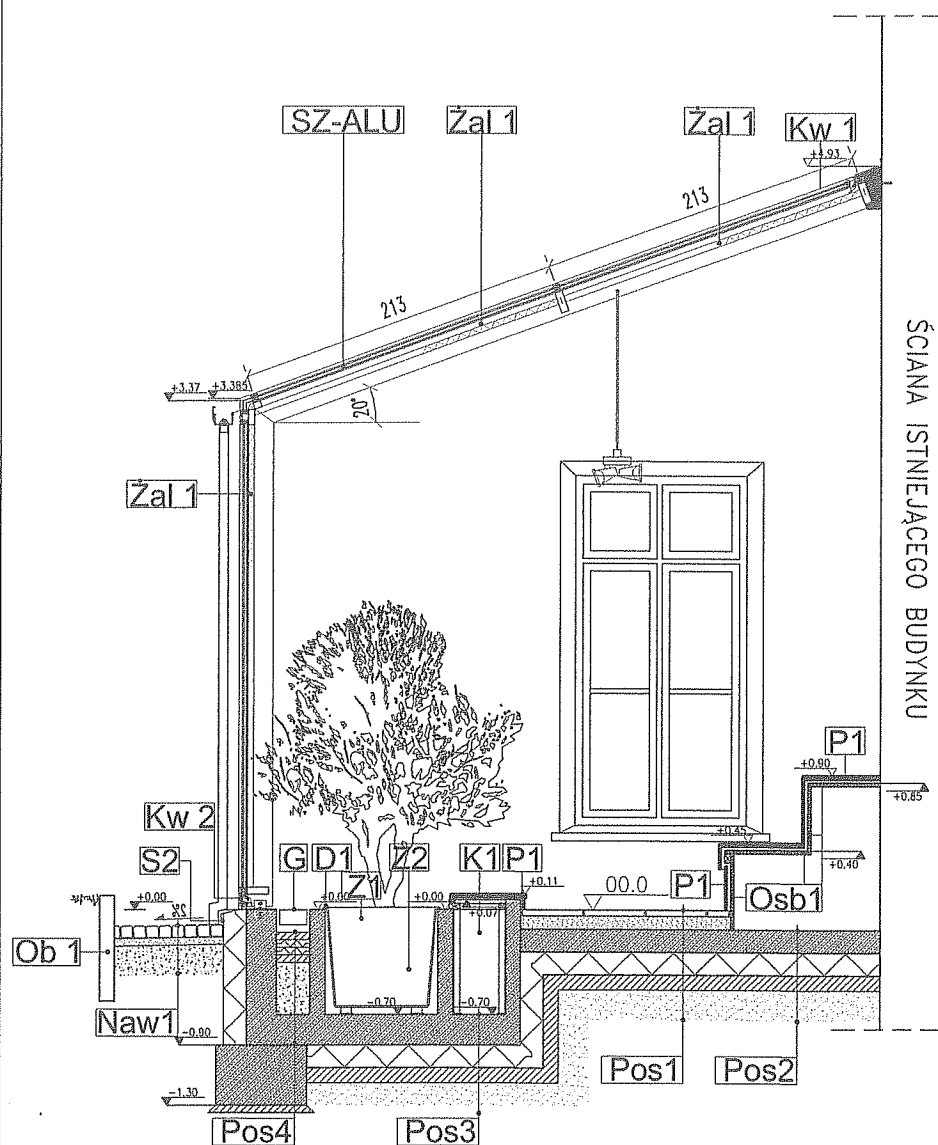 SZ-ALU
Żal 1
Żal 1
Kw 1
+4.93
213
213
+3.37
+3.385
20°
Żal 1
ŚCIANA ISTNIEJĄCEGO BUDYNKU
P1
+0.90
+0.85
+0.45
+0.40
Kw 2
S2
G
D1
Z1
Z2
K1
P1
+0.11
00.0
P1
Osb1
+0.00
+0.00
+0.00
+0.07
2%
Ob 1
-0.70
-0.70
Naw1
-0.90
Pos1
Pos2
-1.30
Pos4
Pos3